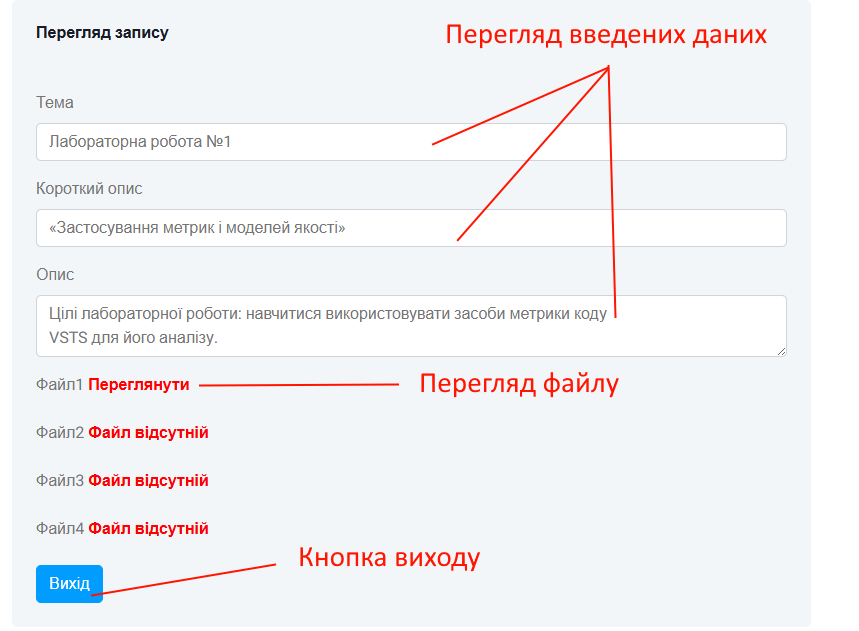 Перегляд запису
Перегляд введених даних
Тема
Лабораторна робота №1
Короткий опис
«Застосування метрик і моделей якості»
Опис
Цілі лабораторної роботи: навчитися використовувати засоби метрики коду
VSTS для його аналізу.
Файл1 Переглянути
Перегляд файлу
Файл2 Файл відсутній
Файл3 Файл відсутній
Файл4 Файл відсутній
Кнопка виходу
Вихід